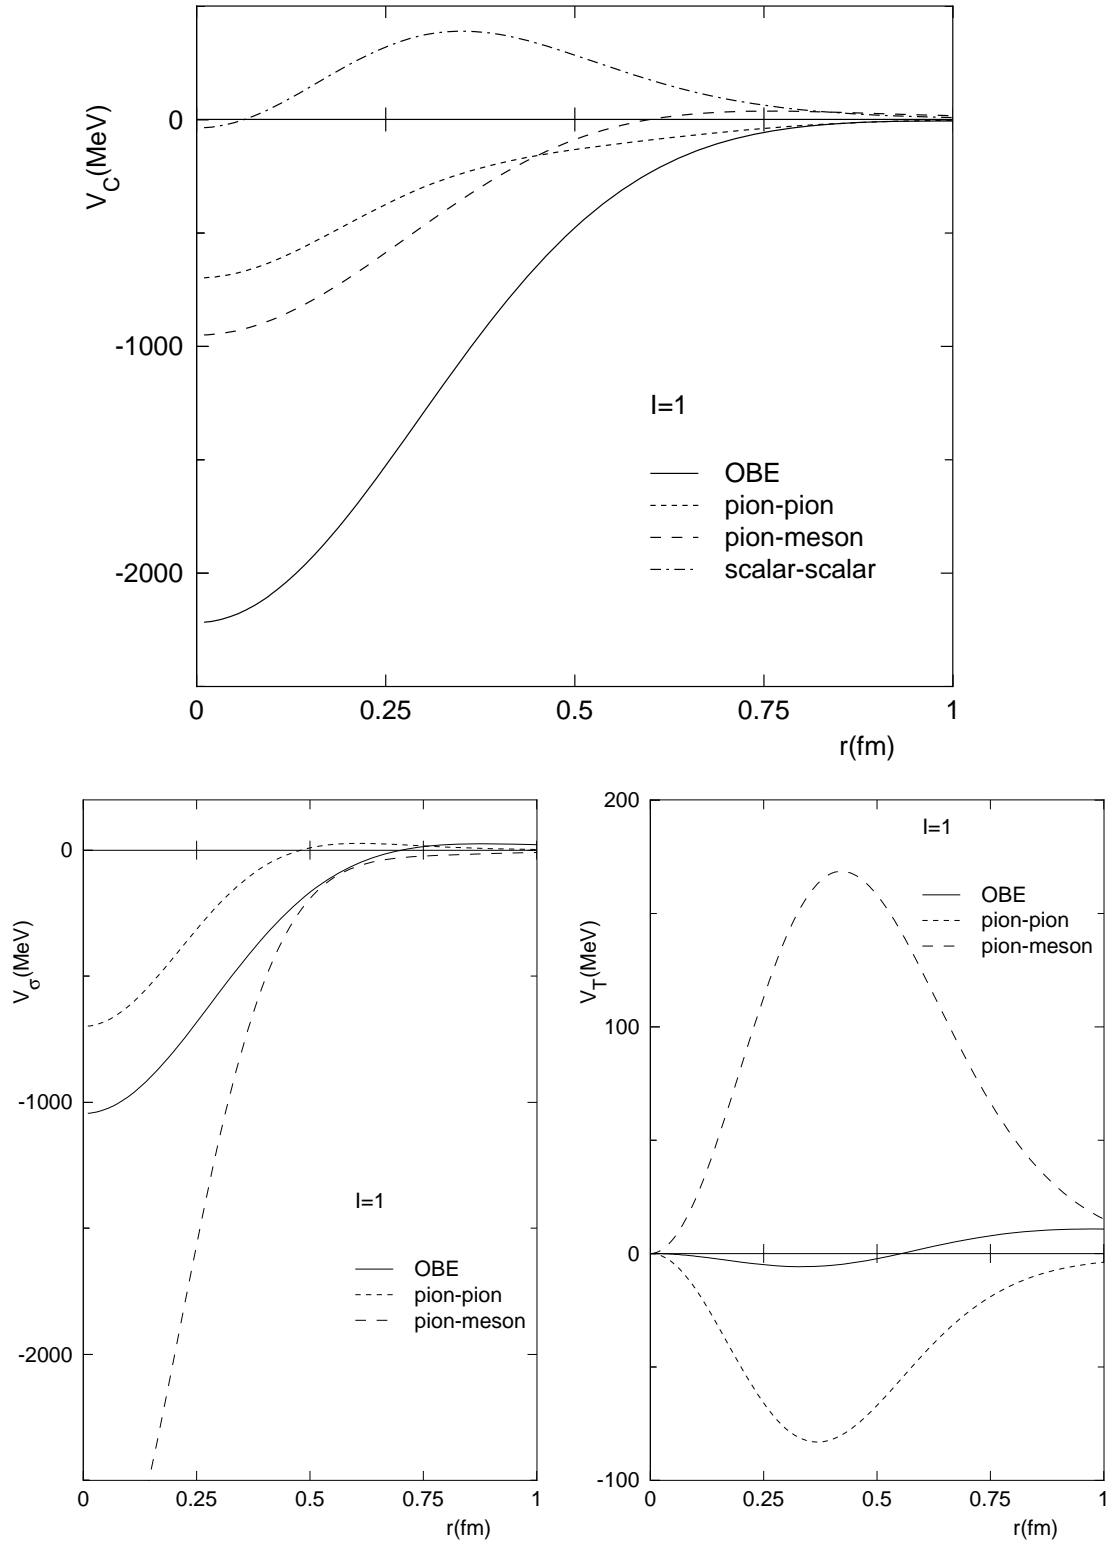 0
-1000
-2000
V_C(MeV)
I=1
OBE
pion-pion
pion-meson
scalar-scalar
0 0.25 0.5 0.75 1
r(fm)
0
-1000
-2000
V_σ(MeV)
I=1
OBE
pion-pion
pion-meson
0 0.25 0.5 0.75 1
r(fm)
200
100
0
-100
V_T(MeV)
I=1
OBE
pion-pion
pion-meson
0 0.25 0.5 0.75 1
r(fm)